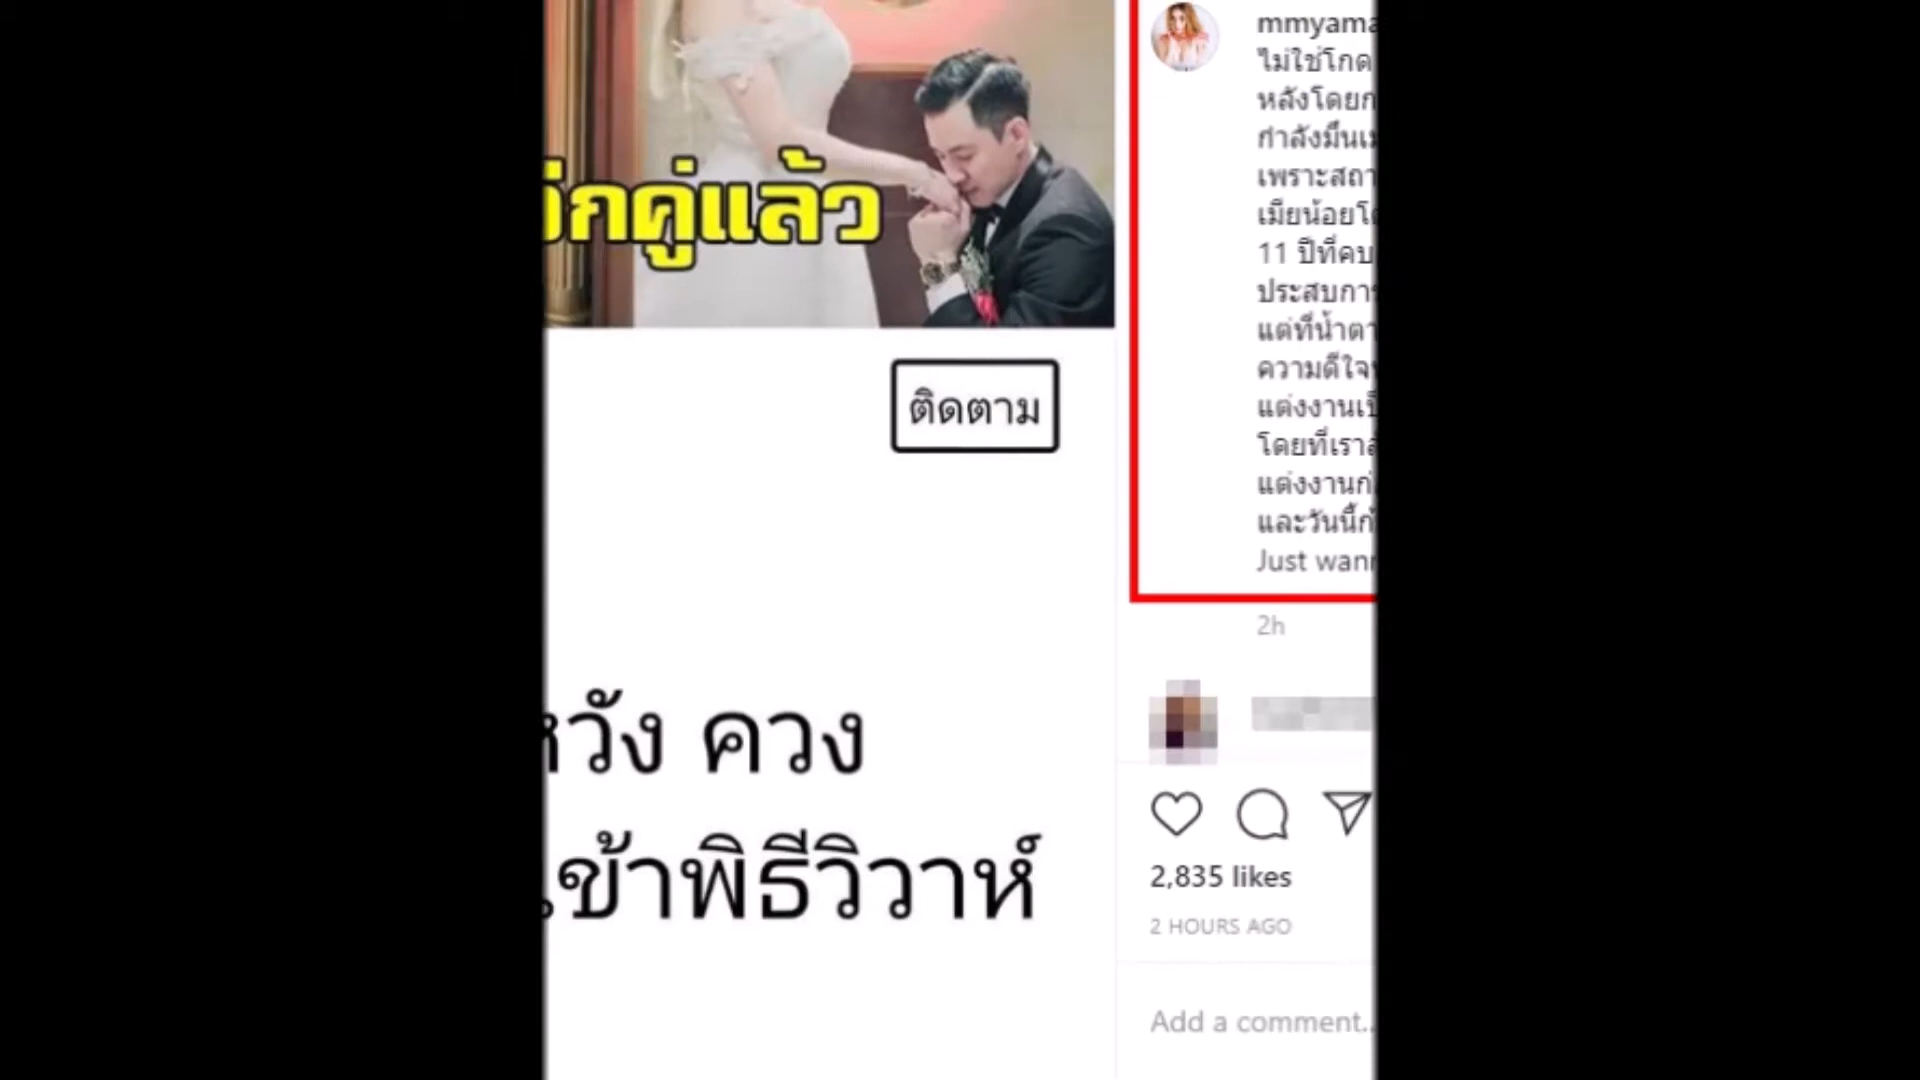 อีกคู่แล้ว
ติดตาม
หวัง ควง
เข้าพิธีวิวาห์
mmyama
ไม่ใช่โกด
หลังโดยก
กำลังมึนเม
เพราะสถา
เมียน้อยโด
11 ปีที่คบ
ประสบกา
แต่ที่น้ำตา
ความดีใจ
แต่งงานเป็
โดยที่เรา
แต่งงานก่
และวันนี้ก็
Just wann
2h
2,835 likes
2 HOURS AGO
Add a comment...